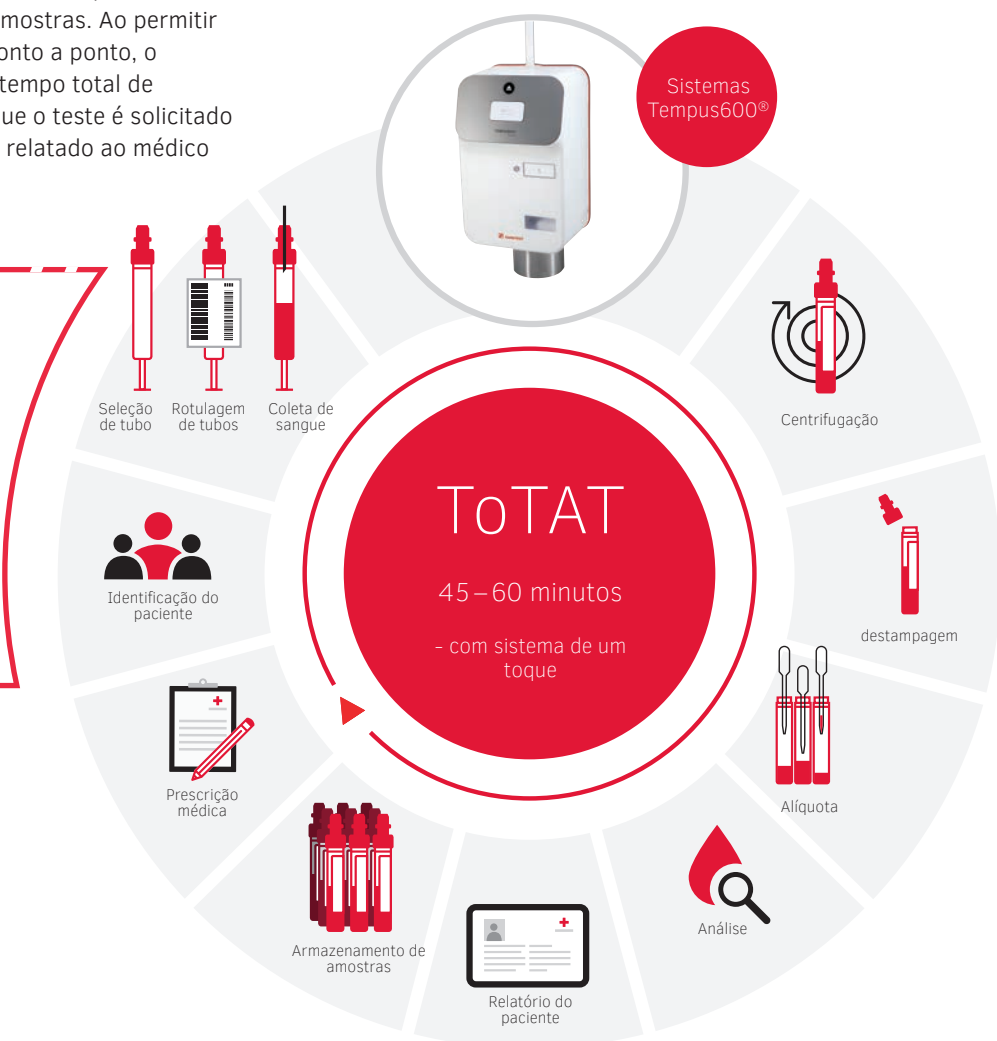 mostras. Ao permitir
onto a ponto, o
tempo total de
ue o teste é solicitado
relatado ao médico
Sistemas
Tempus600®
Seleção
de tubo
Rotulagem
de tubos
Coleta de
sangue
Centrifugação
Identificação do
paciente
ToTAT
45–60 minutos
- com sistema de um
toque
destampagem
Prescrição
médica
Alíquota
Armazenamento de
amostras
Análise
Relatório do
paciente